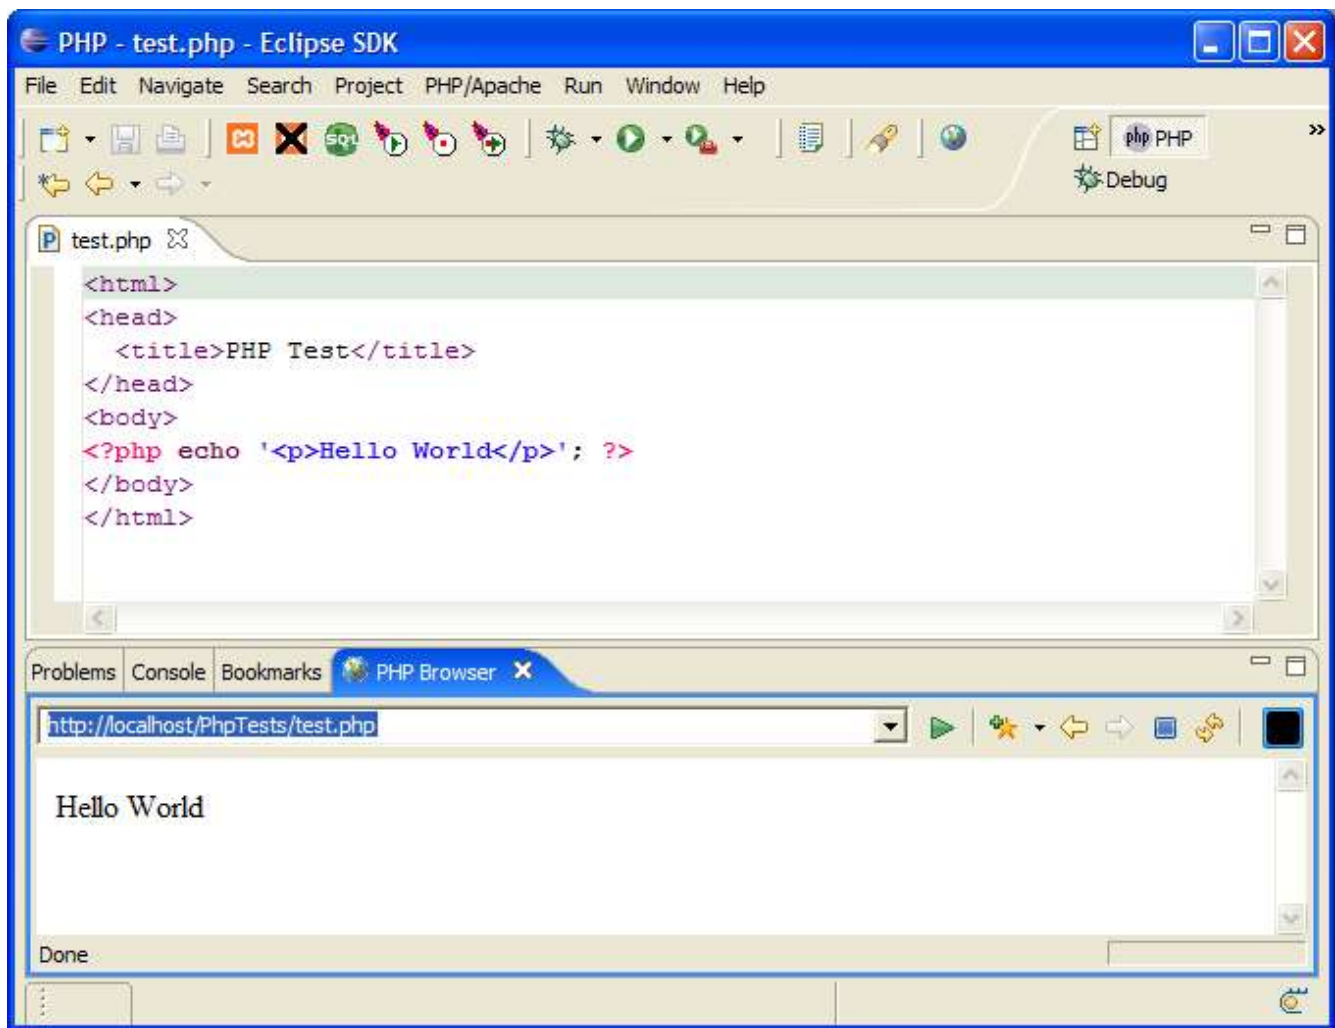 PHP - test.php - Eclipse SDK
File Edit Navigate Search Project PHP/Apache Run Window Help
SQL
php PHP
Debug
P test.php
<html>
<head>
  <title>PHP Test</title>
</head>
<body>
<?php echo '<p>Hello World</p>'; ?>
</body>
</html>
Problems Console Bookmarks PHP Browser
http://localhost/PhpTests/test.php
Hello World
Done